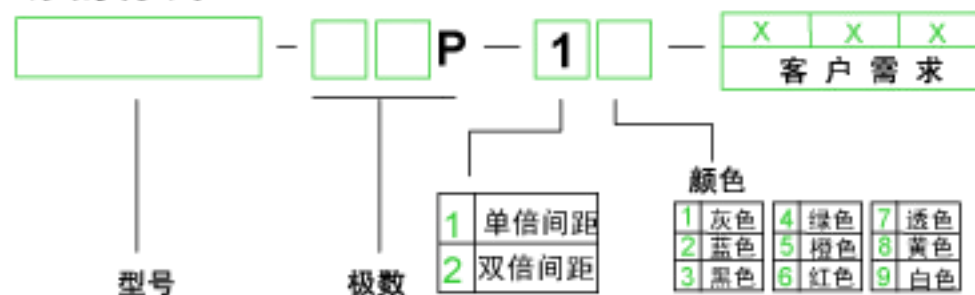 P — 1 — X X X
客户需求
颜色
1 单倍间距
2 双倍间距
1 灰色 4 绿色 7 透色
2 蓝色 5 橙色 8 黄色
3 黑色 6 红色 9 白色
型号 极数